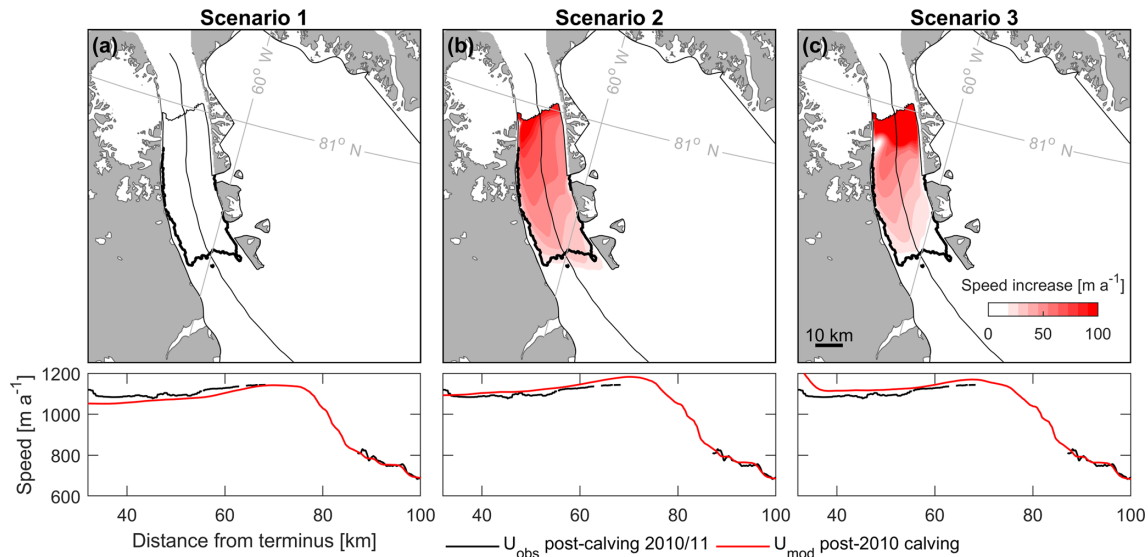 Scenario 1
Scenario 2
Scenario 3
(a)
60° W
81° N
(b)
60° W
81° N
(c)
60° W
81° N
Speed increase [m a⁻¹]
0 50 100
10 km
Speed [m a⁻¹]
1200
1000
800
600
40 60 80 100
40 60 80 100
40 60 80 100
Distance from terminus [km]
U_obs post-calving 2010/11
U_mod post-2010 calving